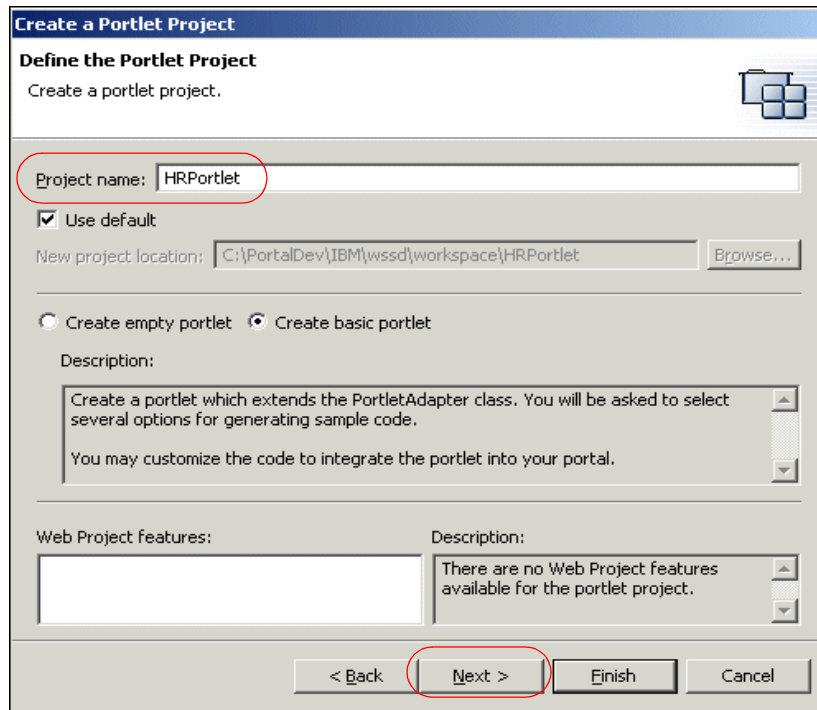 Create a Portlet Project
Define the Portlet Project
Create a portlet project.
Project name: HRPortlet
Use default
New project location: C:\PortalDev\IBM\wssd\workspace\HRPortlet Browse...
Create empty portlet Create basic portlet
Description:
Create a portlet which extends the PortletAdapter class. You will be asked to select
several options for generating sample code.
You may customize the code to integrate the portlet into your portal.
Web Project features: Description:
There are no Web Project features
available for the portlet project.
< Back Next > Finish Cancel